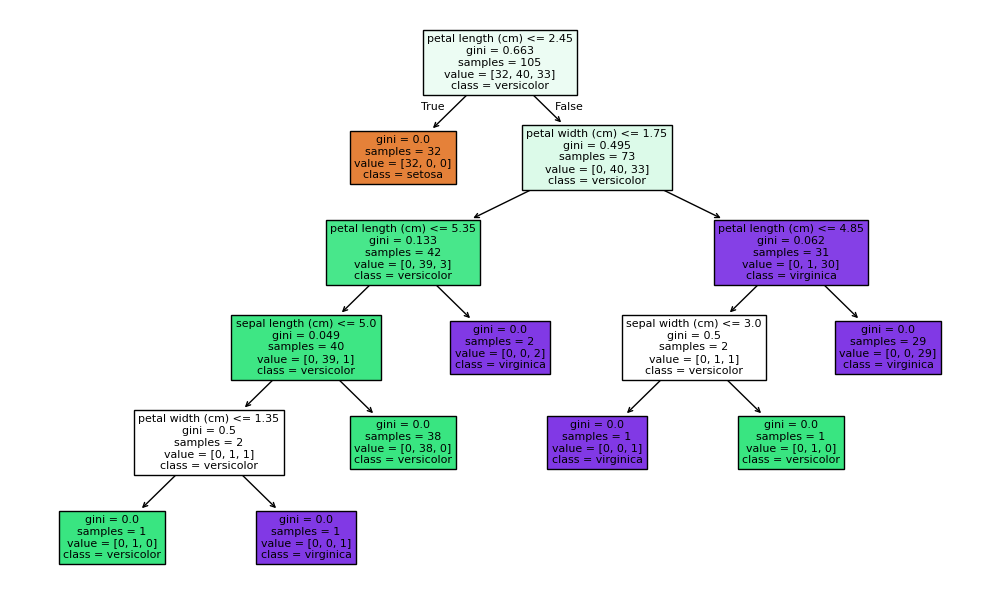 petal length (cm) <= 2.45
gini = 0.663
samples = 105
value = [32, 40, 33]
class = versicolor
True
False
gini = 0.0
samples = 32
value = [32, 0, 0]
class = setosa
petal width (cm) <= 1.75
gini = 0.495
samples = 73
value = [0, 40, 33]
class = versicolor
petal length (cm) <= 5.35
gini = 0.133
samples = 42
value = [0, 39, 3]
class = versicolor
petal length (cm) <= 4.85
gini = 0.062
samples = 31
value = [0, 1, 30]
class = virginica
sepal length (cm) <= 5.0
gini = 0.049
samples = 40
value = [0, 39, 1]
class = versicolor
gini = 0.0
samples = 2
value = [0, 0, 2]
class = virginica
sepal width (cm) <= 3.0
gini = 0.5
samples = 2
value = [0, 1, 1]
class = versicolor
gini = 0.0
samples = 29
value = [0, 0, 29]
class = virginica
petal width (cm) <= 1.35
gini = 0.5
samples = 2
value = [0, 1, 1]
class = versicolor
gini = 0.0
samples = 38
value = [0, 38, 0]
class = versicolor
gini = 0.0
samples = 1
value = [0, 0, 1]
class = virginica
gini = 0.0
samples = 1
value = [0, 1, 0]
class = versicolor
gini = 0.0
samples = 1
value = [0, 1, 0]
class = versicolor
gini = 0.0
samples = 1
value = [0, 0, 1]
class = virginica